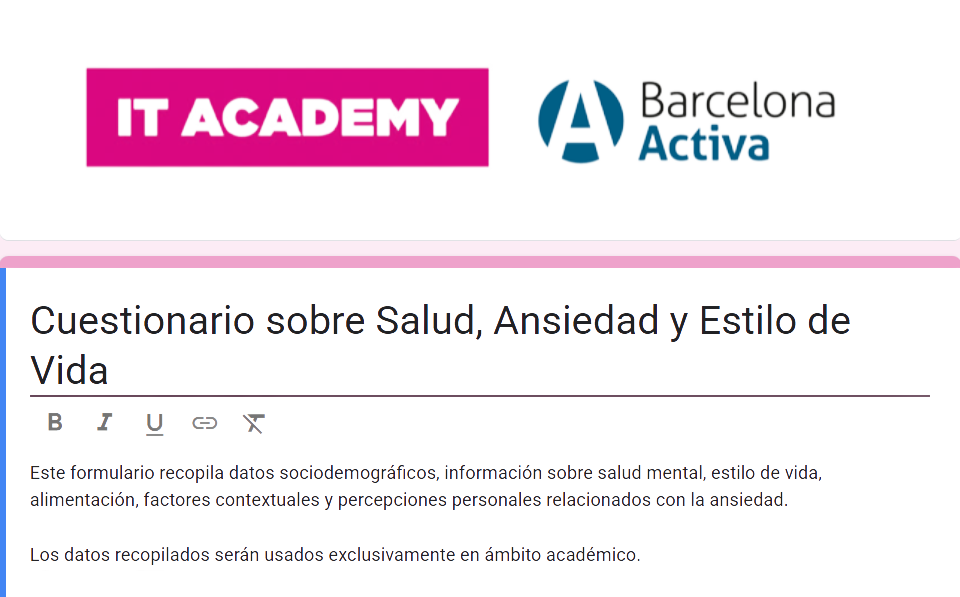 IT ACADEMY
Barcelona
Activa
Cuestionario sobre Salud, Ansiedad y Estilo de
Vida
B I U
Este formulario recopila datos sociodemográficos, información sobre salud mental, estilo de vida,
alimentación, factores contextuales y percepciones personales relacionados con la ansiedad.
Los datos recopilados serán usados exclusivamente en ámbito académico.